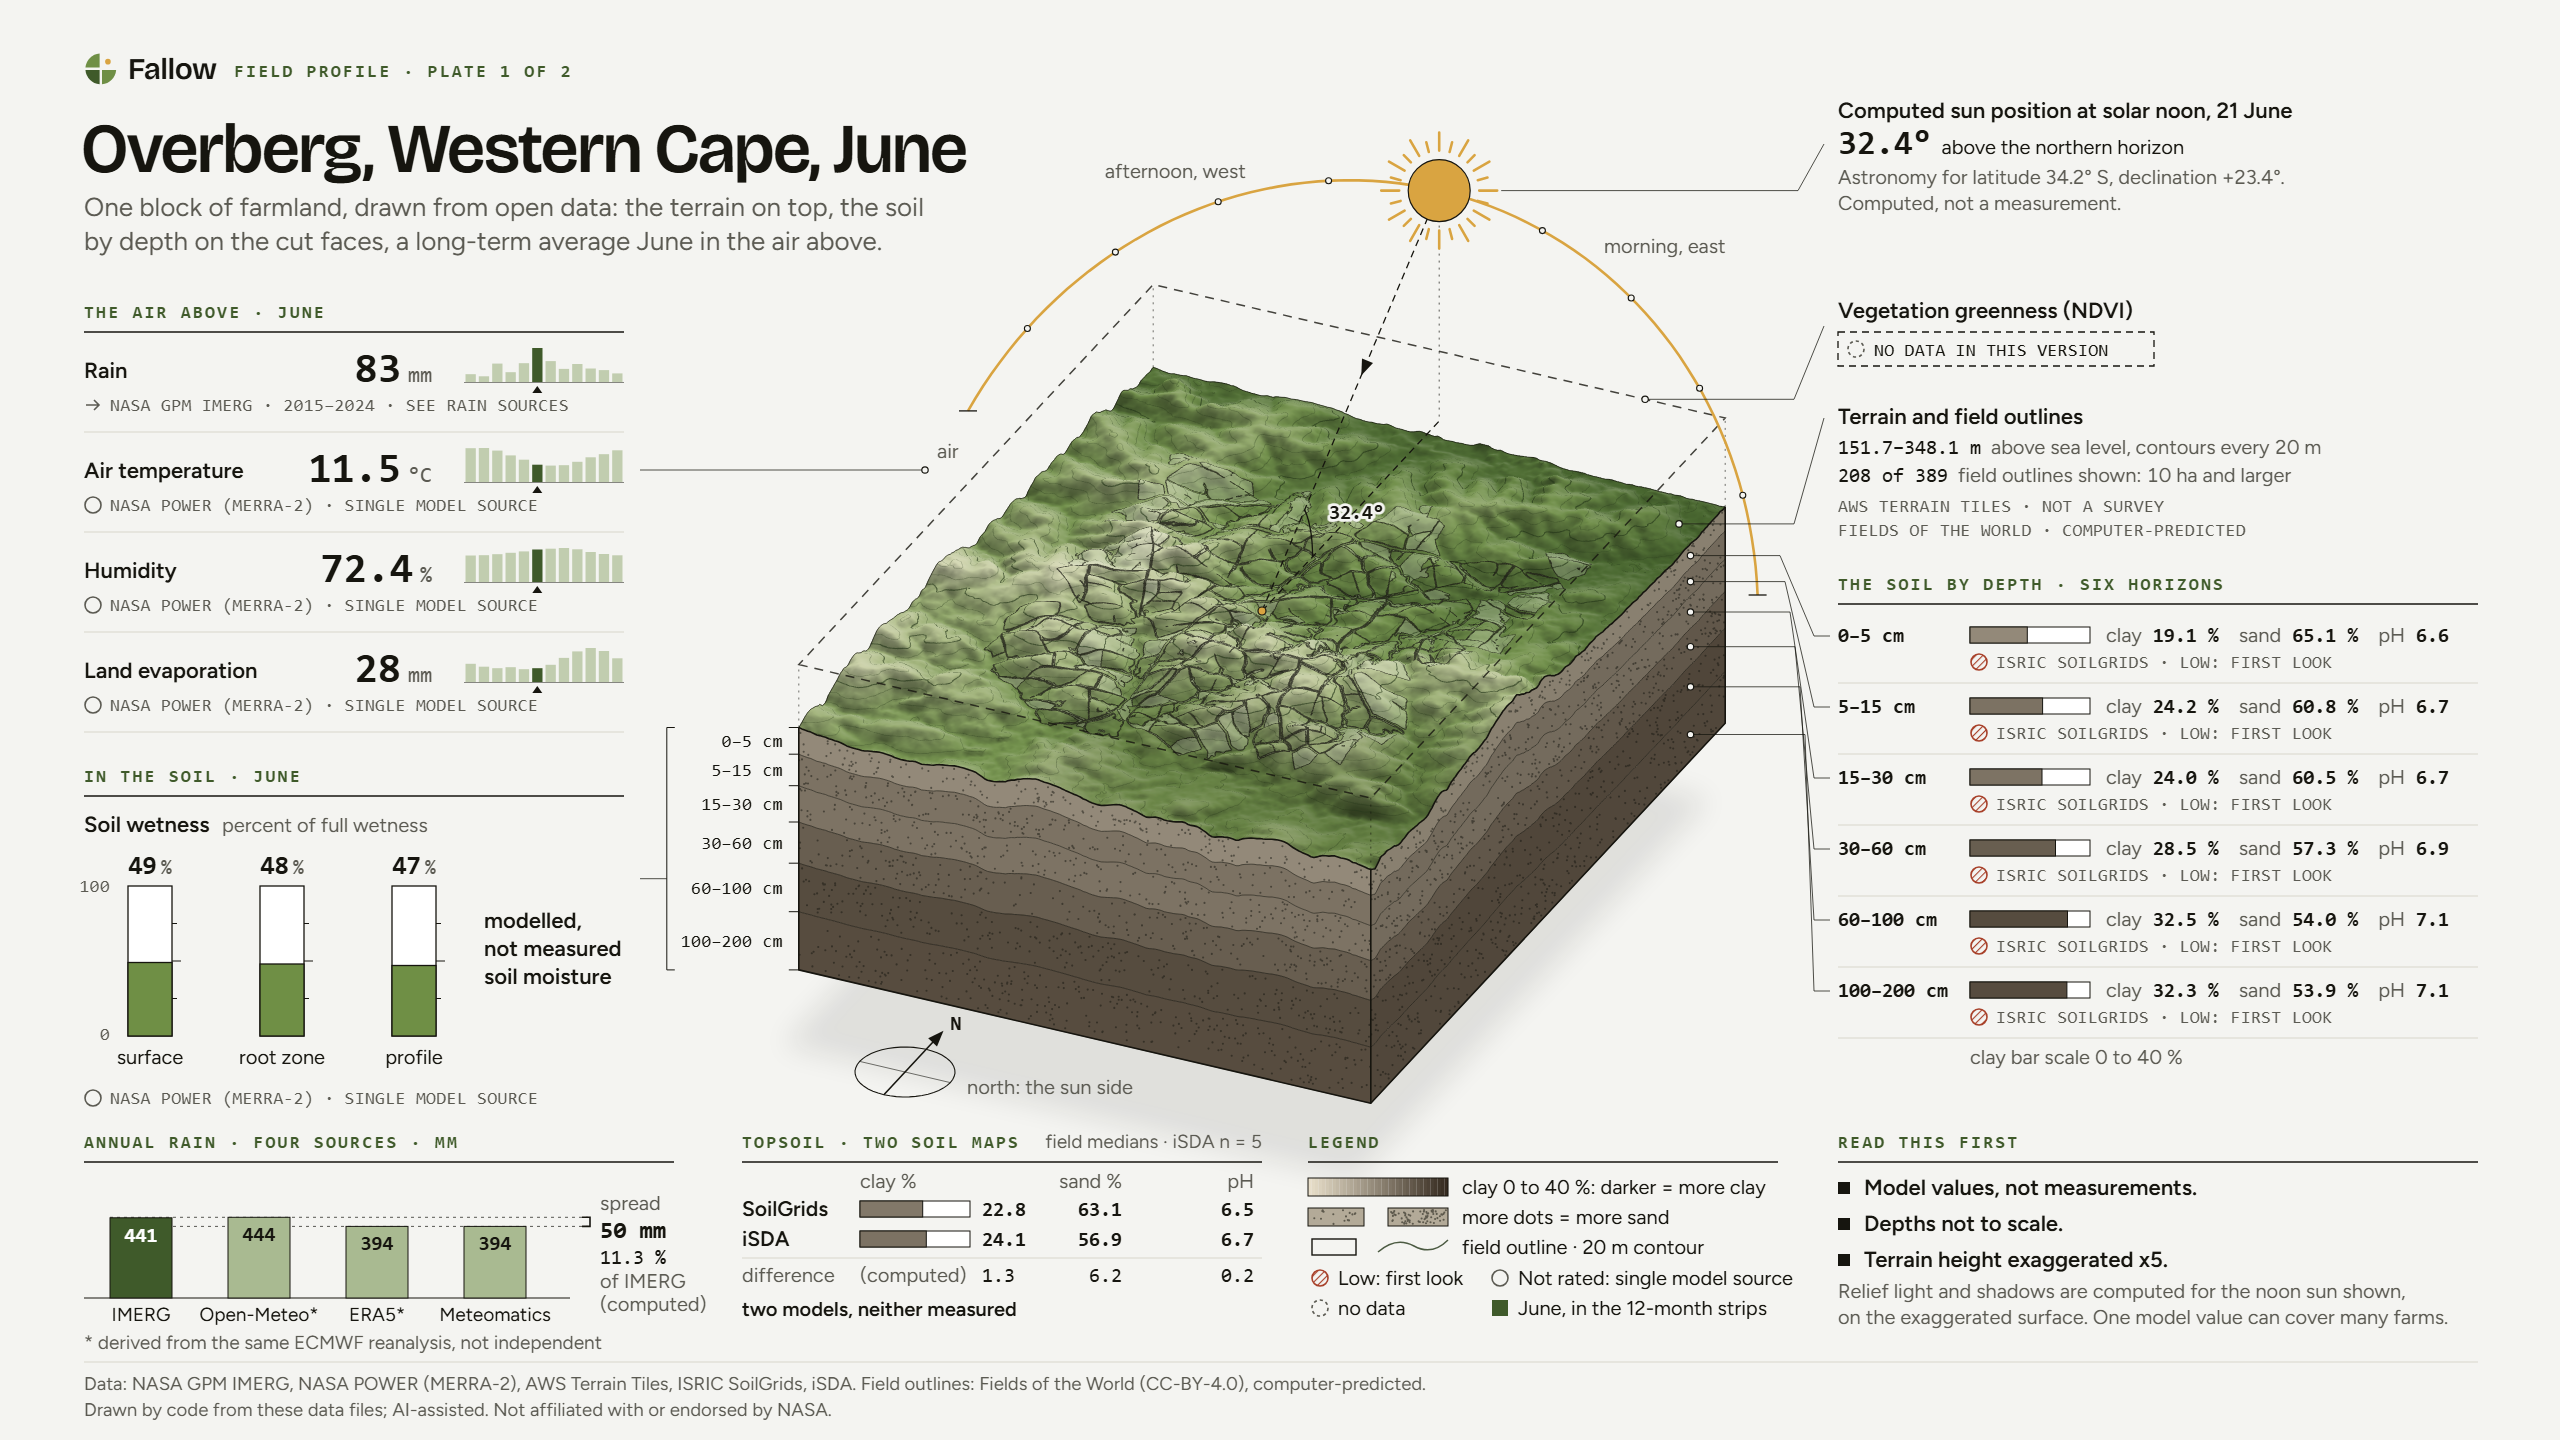 Fallow FIELD PROFILE · PLATE 1 OF 2
Overberg, Western Cape, June
One block of farmland, drawn from open data: the terrain on top, the soil
by depth on the cut faces, a long-term average June in the air above.
THE AIR ABOVE · JUNE
Rain 83 mm
→ NASA GPM IMERG · 2015–2024 · SEE RAIN SOURCES
Air temperature 11.5 °C
NASA POWER (MERRA-2) · SINGLE MODEL SOURCE
Humidity 72.4 %
NASA POWER (MERRA-2) · SINGLE MODEL SOURCE
Land evaporation 28 mm
NASA POWER (MERRA-2) · SINGLE MODEL SOURCE
IN THE SOIL · JUNE
Soil wetness percent of full wetness
49 % 48 % 47 %
100
0
modelled,
not measured
soil moisture
surface root zone profile
NASA POWER (MERRA-2) · SINGLE MODEL SOURCE
afternoon, west
morning, east
air
32.4°
0–5 cm
5–15 cm
15–30 cm
30–60 cm
60–100 cm
100–200 cm
N
north: the sun side
Computed sun position at solar noon, 21 June
32.4° above the northern horizon
Astronomy for latitude 34.2° S, declination +23.4°.
Computed, not a measurement.
Vegetation greenness (NDVI)
NO DATA IN THIS VERSION
Terrain and field outlines
151.7–348.1 m above sea level, contours every 20 m
208 of 389 field outlines shown: 10 ha and larger
AWS TERRAIN TILES · NOT A SURVEY
FIELDS OF THE WORLD · COMPUTER-PREDICTED
THE SOIL BY DEPTH · SIX HORIZONS
0–5 cm clay 19.1 % sand 65.1 % pH 6.6
ISRIC SOILGRIDS · LOW: FIRST LOOK
5–15 cm clay 24.2 % sand 60.8 % pH 6.7
ISRIC SOILGRIDS · LOW: FIRST LOOK
15–30 cm clay 24.0 % sand 60.5 % pH 6.7
ISRIC SOILGRIDS · LOW: FIRST LOOK
30–60 cm clay 28.5 % sand 57.3 % pH 6.9
ISRIC SOILGRIDS · LOW: FIRST LOOK
60–100 cm clay 32.5 % sand 54.0 % pH 7.1
ISRIC SOILGRIDS · LOW: FIRST LOOK
100–200 cm clay 32.3 % sand 53.9 % pH 7.1
ISRIC SOILGRIDS · LOW: FIRST LOOK
clay bar scale 0 to 40 %
ANNUAL RAIN · FOUR SOURCES · MM
441 444 394 394
IMERG Open-Meteo* ERA5* Meteomatics
spread
50 mm
11.3 %
of IMERG
(computed)
* derived from the same ECMWF reanalysis, not independent
TOPSOIL · TWO SOIL MAPS field medians · iSDA n = 5
clay % sand % pH
SoilGrids 22.8 63.1 6.5
iSDA 24.1 56.9 6.7
difference (computed) 1.3 6.2 0.2
two models, neither measured
LEGEND
clay 0 to 40 %: darker = more clay
more dots = more sand
field outline · 20 m contour
Low: first look Not rated: single model source
no data June, in the 12-month strips
READ THIS FIRST
Model values, not measurements.
Depths not to scale.
Terrain height exaggerated x5.
Relief light and shadows are computed for the noon sun shown,
on the exaggerated surface. One model value can cover many farms.
Data: NASA GPM IMERG, NASA POWER (MERRA-2), AWS Terrain Tiles, ISRIC SoilGrids, iSDA. Field outlines: Fields of the World (CC-BY-4.0), computer-predicted.
Drawn by code from these data files; AI-assisted. Not affiliated with or endorsed by NASA.